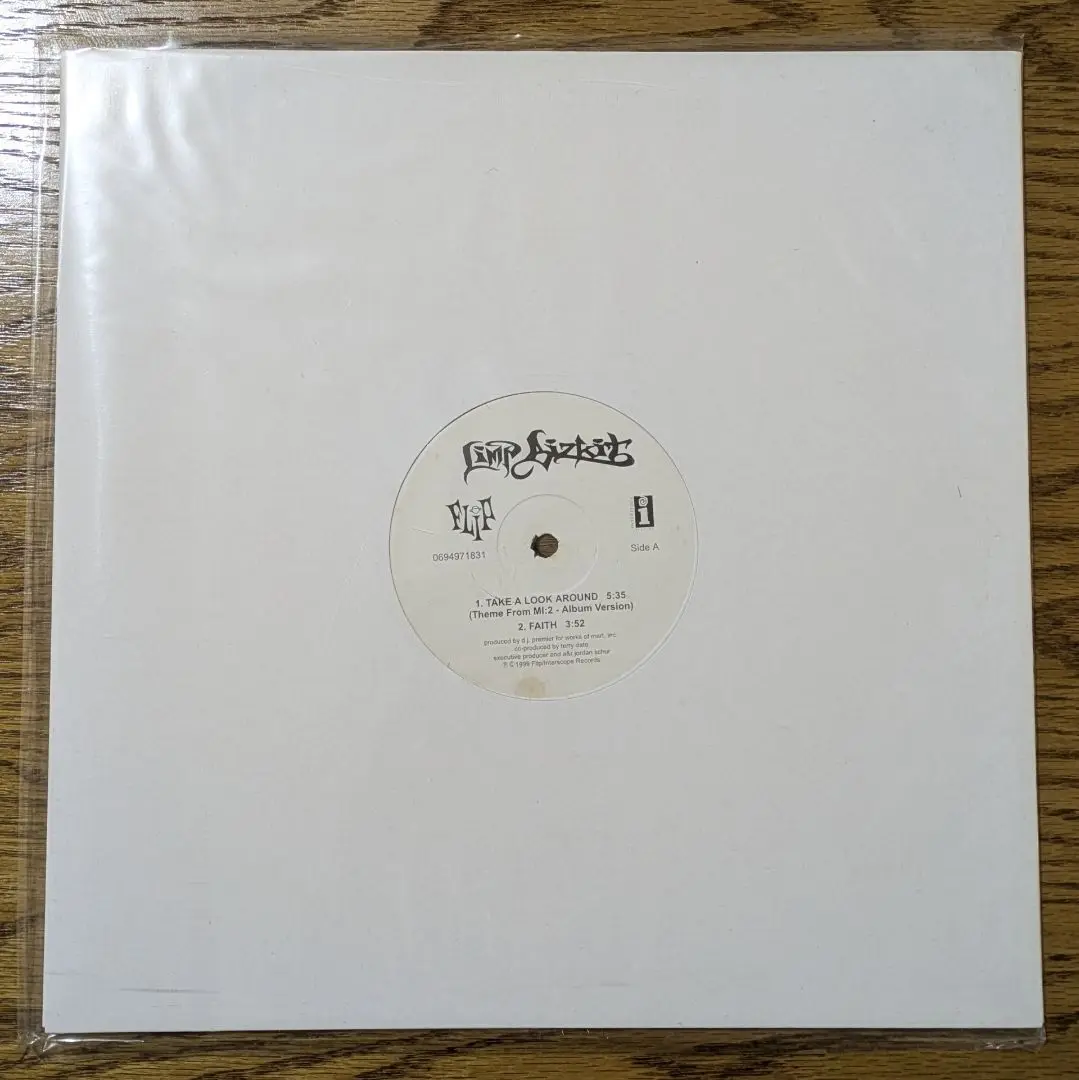 Limp Bizkit
FLiP
0694971831
Side A
1. TAKE A LOOK AROUND 5:35
(Theme From MI:2 - Album Version)
2. FAITH 3:52
produced by d.j. premier for works of mart, inc.
co-produced by terry date
executive producer and a&r jordan schur
℗ © 1999 Flip/Interscope Records